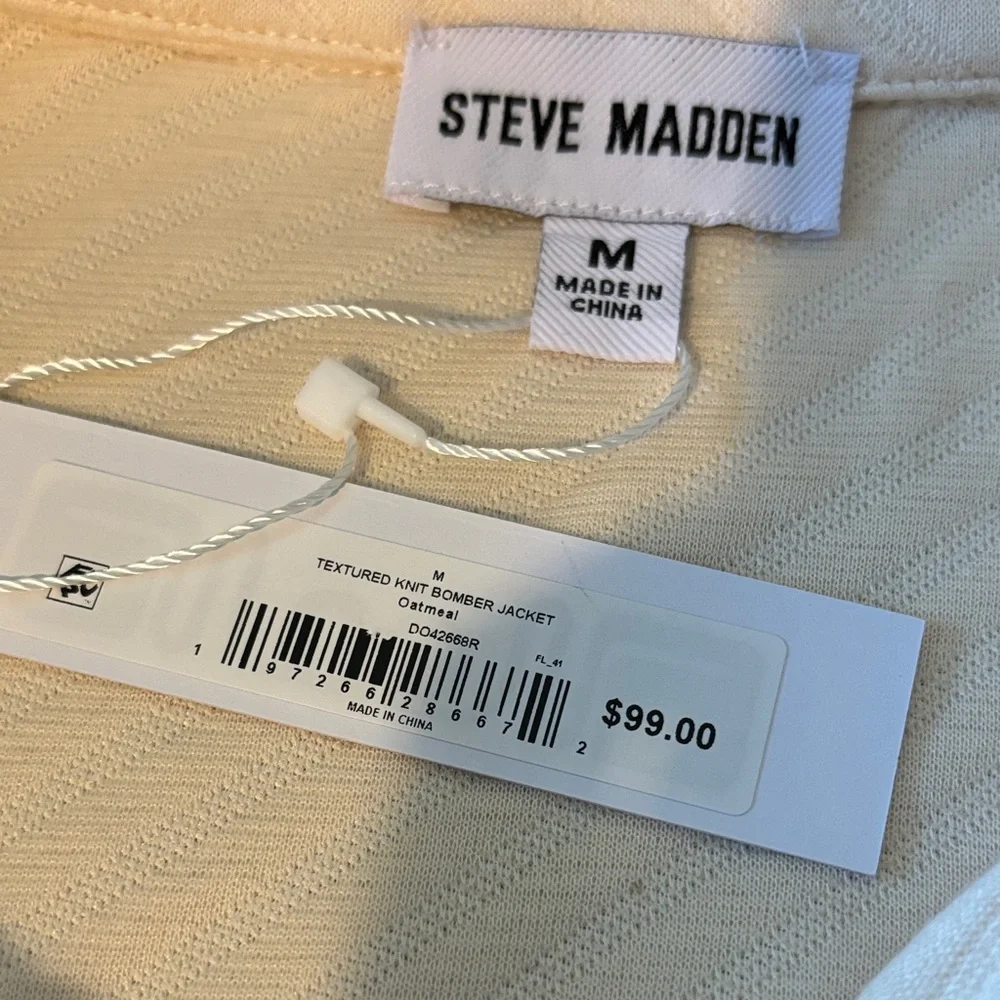 STEVE MADDEN
M
MADE IN
CHINA
M
TEXTURED KNIT BOMBER JACKET
Oatmeal
DO42668R
FL_41
1 97266 28667 2
MADE IN CHINA
$99.00